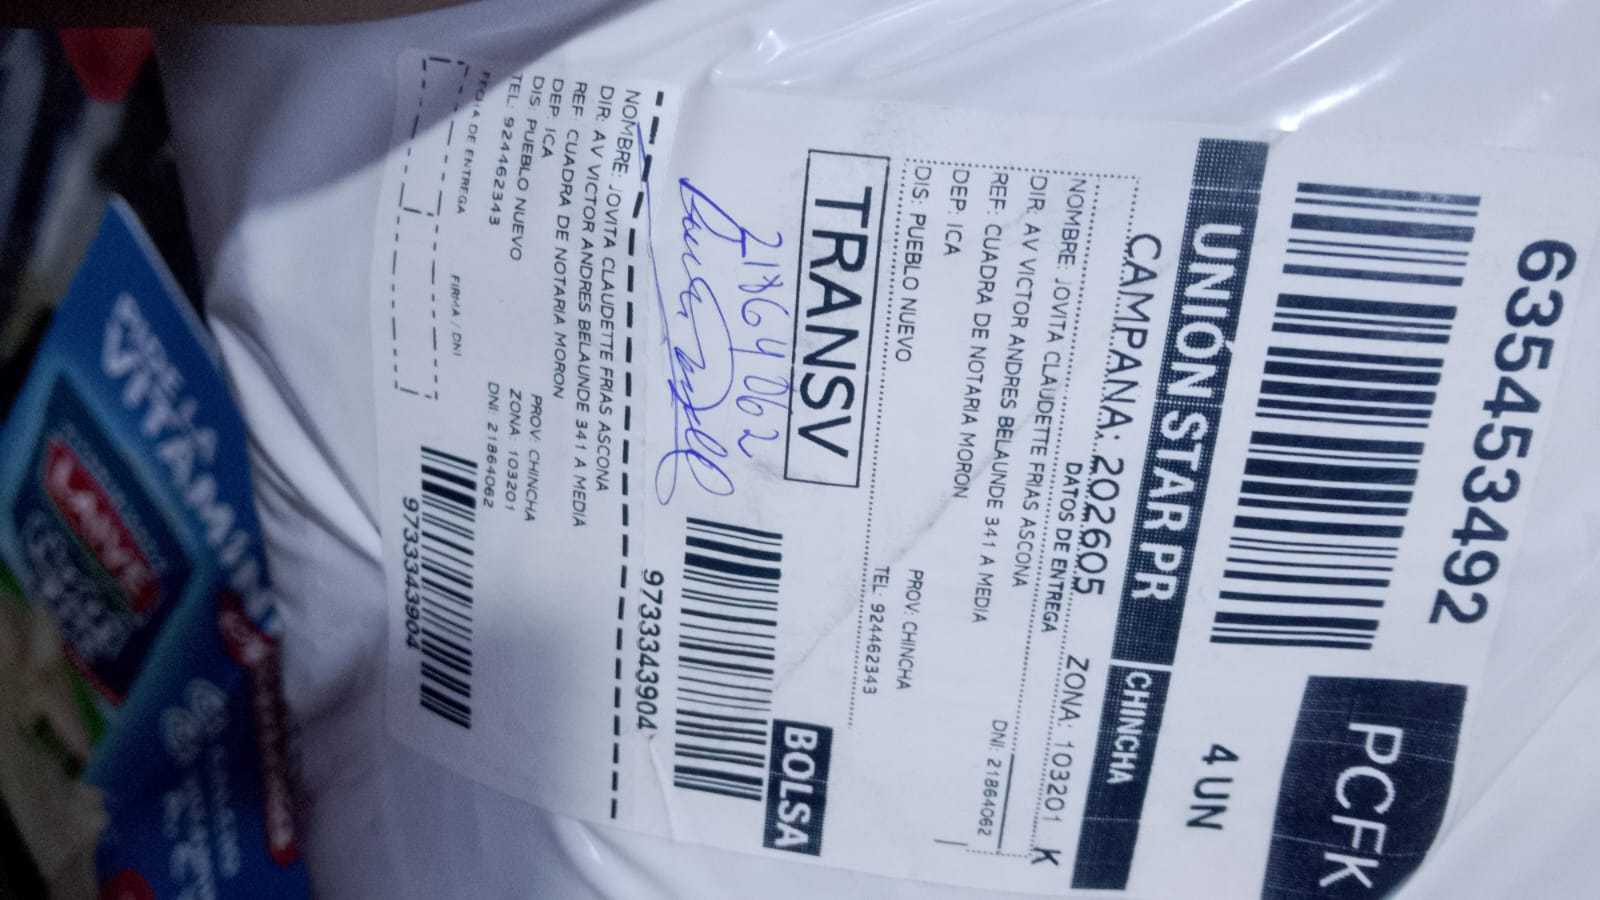 6354534492
PCFK
4 UN
UNIÓN STAR PR
CHINCHA
CAMPANA: 202605
ZONA: 103201
K
DATOS DE ENTREGA
NOMBRE: JOVITA CLAUDETTE FRIAS ASCONA
DNI: 21864062
DIR: AV VICTOR ANDRES BELAUNDE 341 A MEDIA
REF: CUADRA DE NOTARIA MORON
DEP: ICA
PROV: CHINCHA
DIS: PUEBLO NUEVO
TEL: 924462343
TRANSV
BOLSA
21864062
9733343904
NOMBRE: JOVITA CLAUDETTE FRIAS ASCONA
DIR: AV VICTOR ANDRES BELAUNDE 341 A MEDIA
REF: CUADRA DE NOTARIA MORON
DEP: ICA
PROV: CHINCHA
DIS: PUEBLO NUEVO
ZONA: 103201
TEL: 924462343
DNI: 21864062
FECHA DE ENTREGA
FIRMA / DNI
9733343904
LAIVE